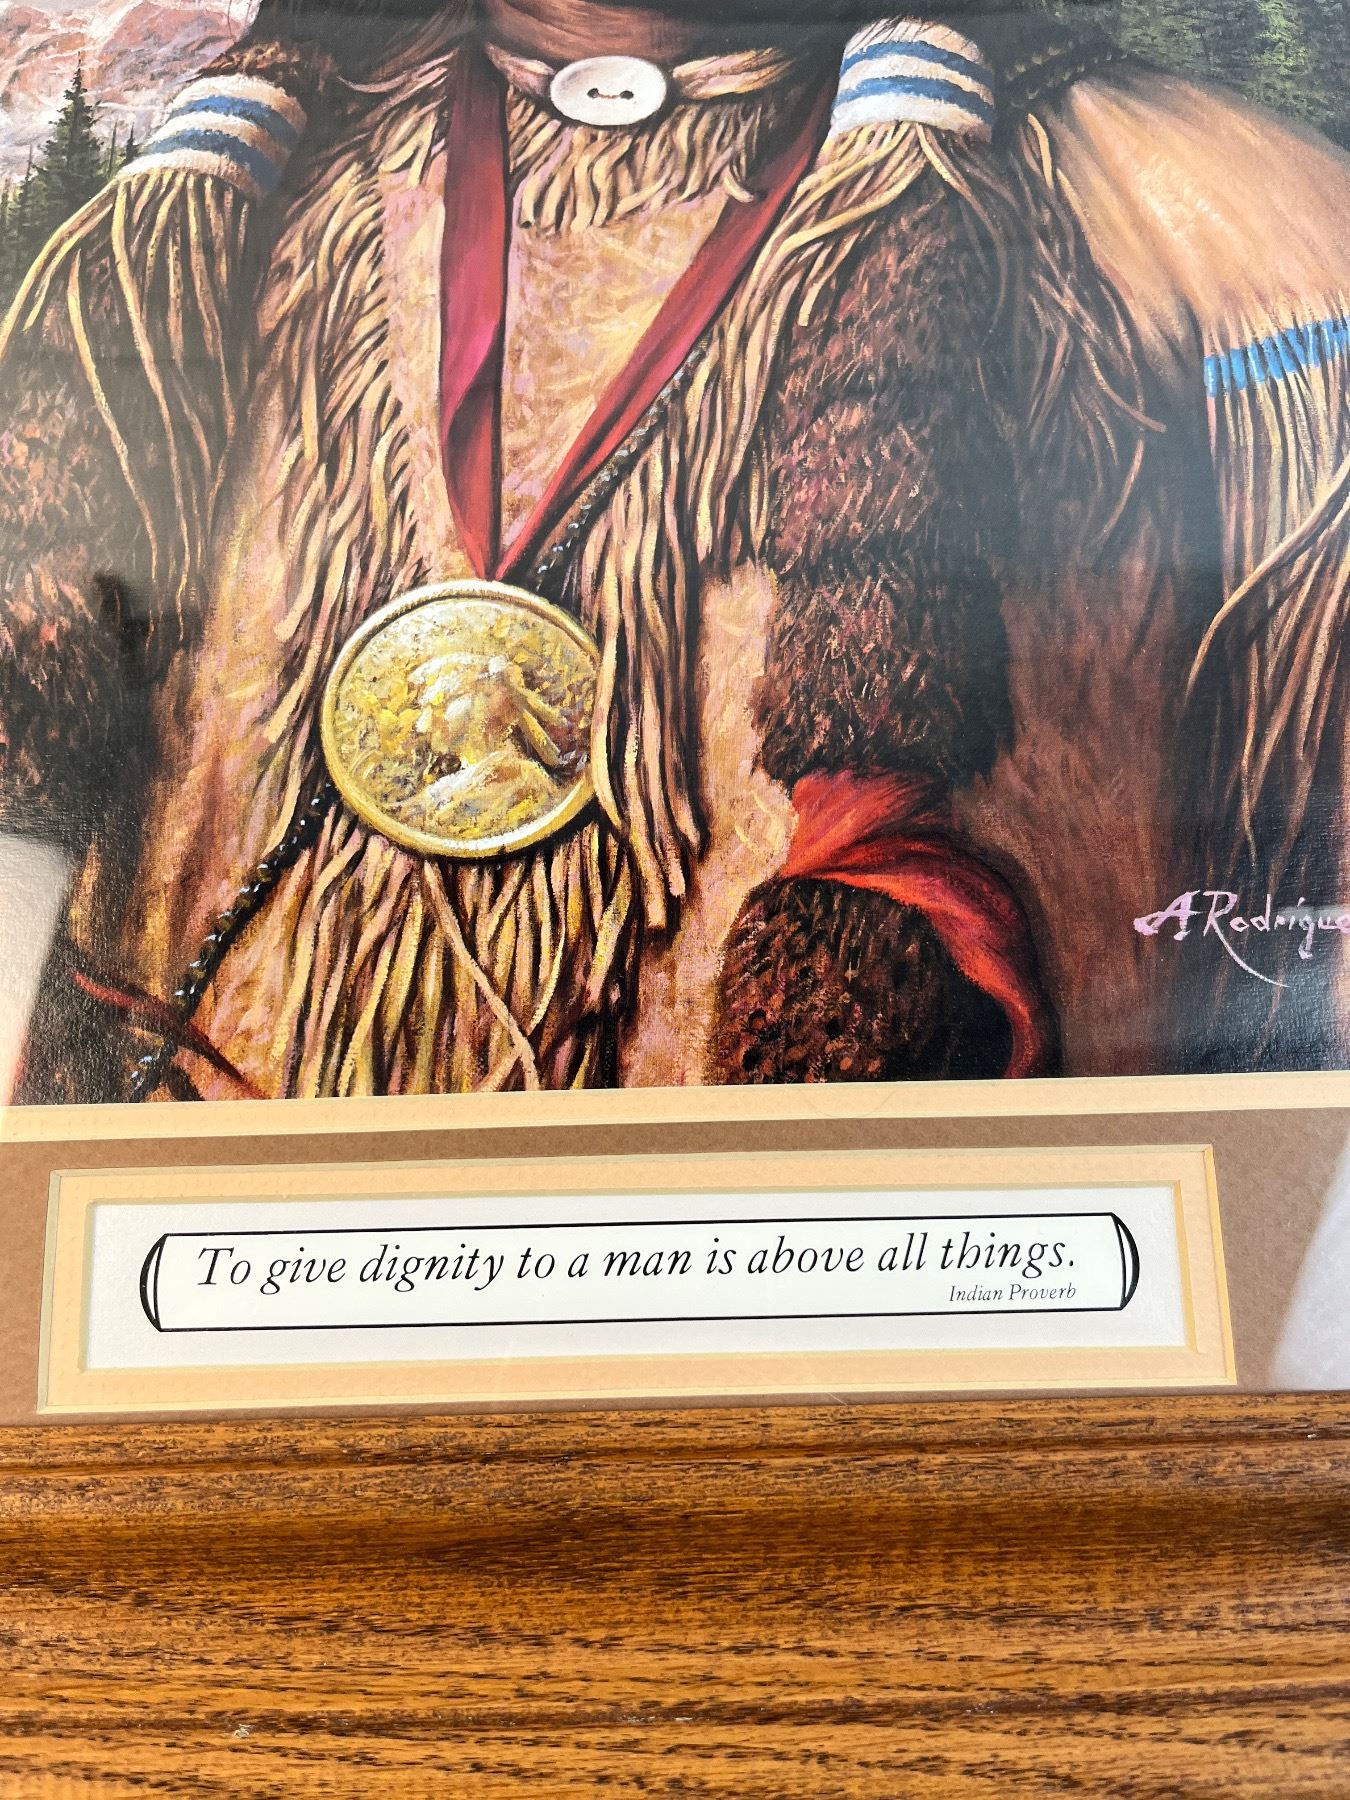 A Rodrigue
To give dignity to a man is above all things.
Indian Proverb